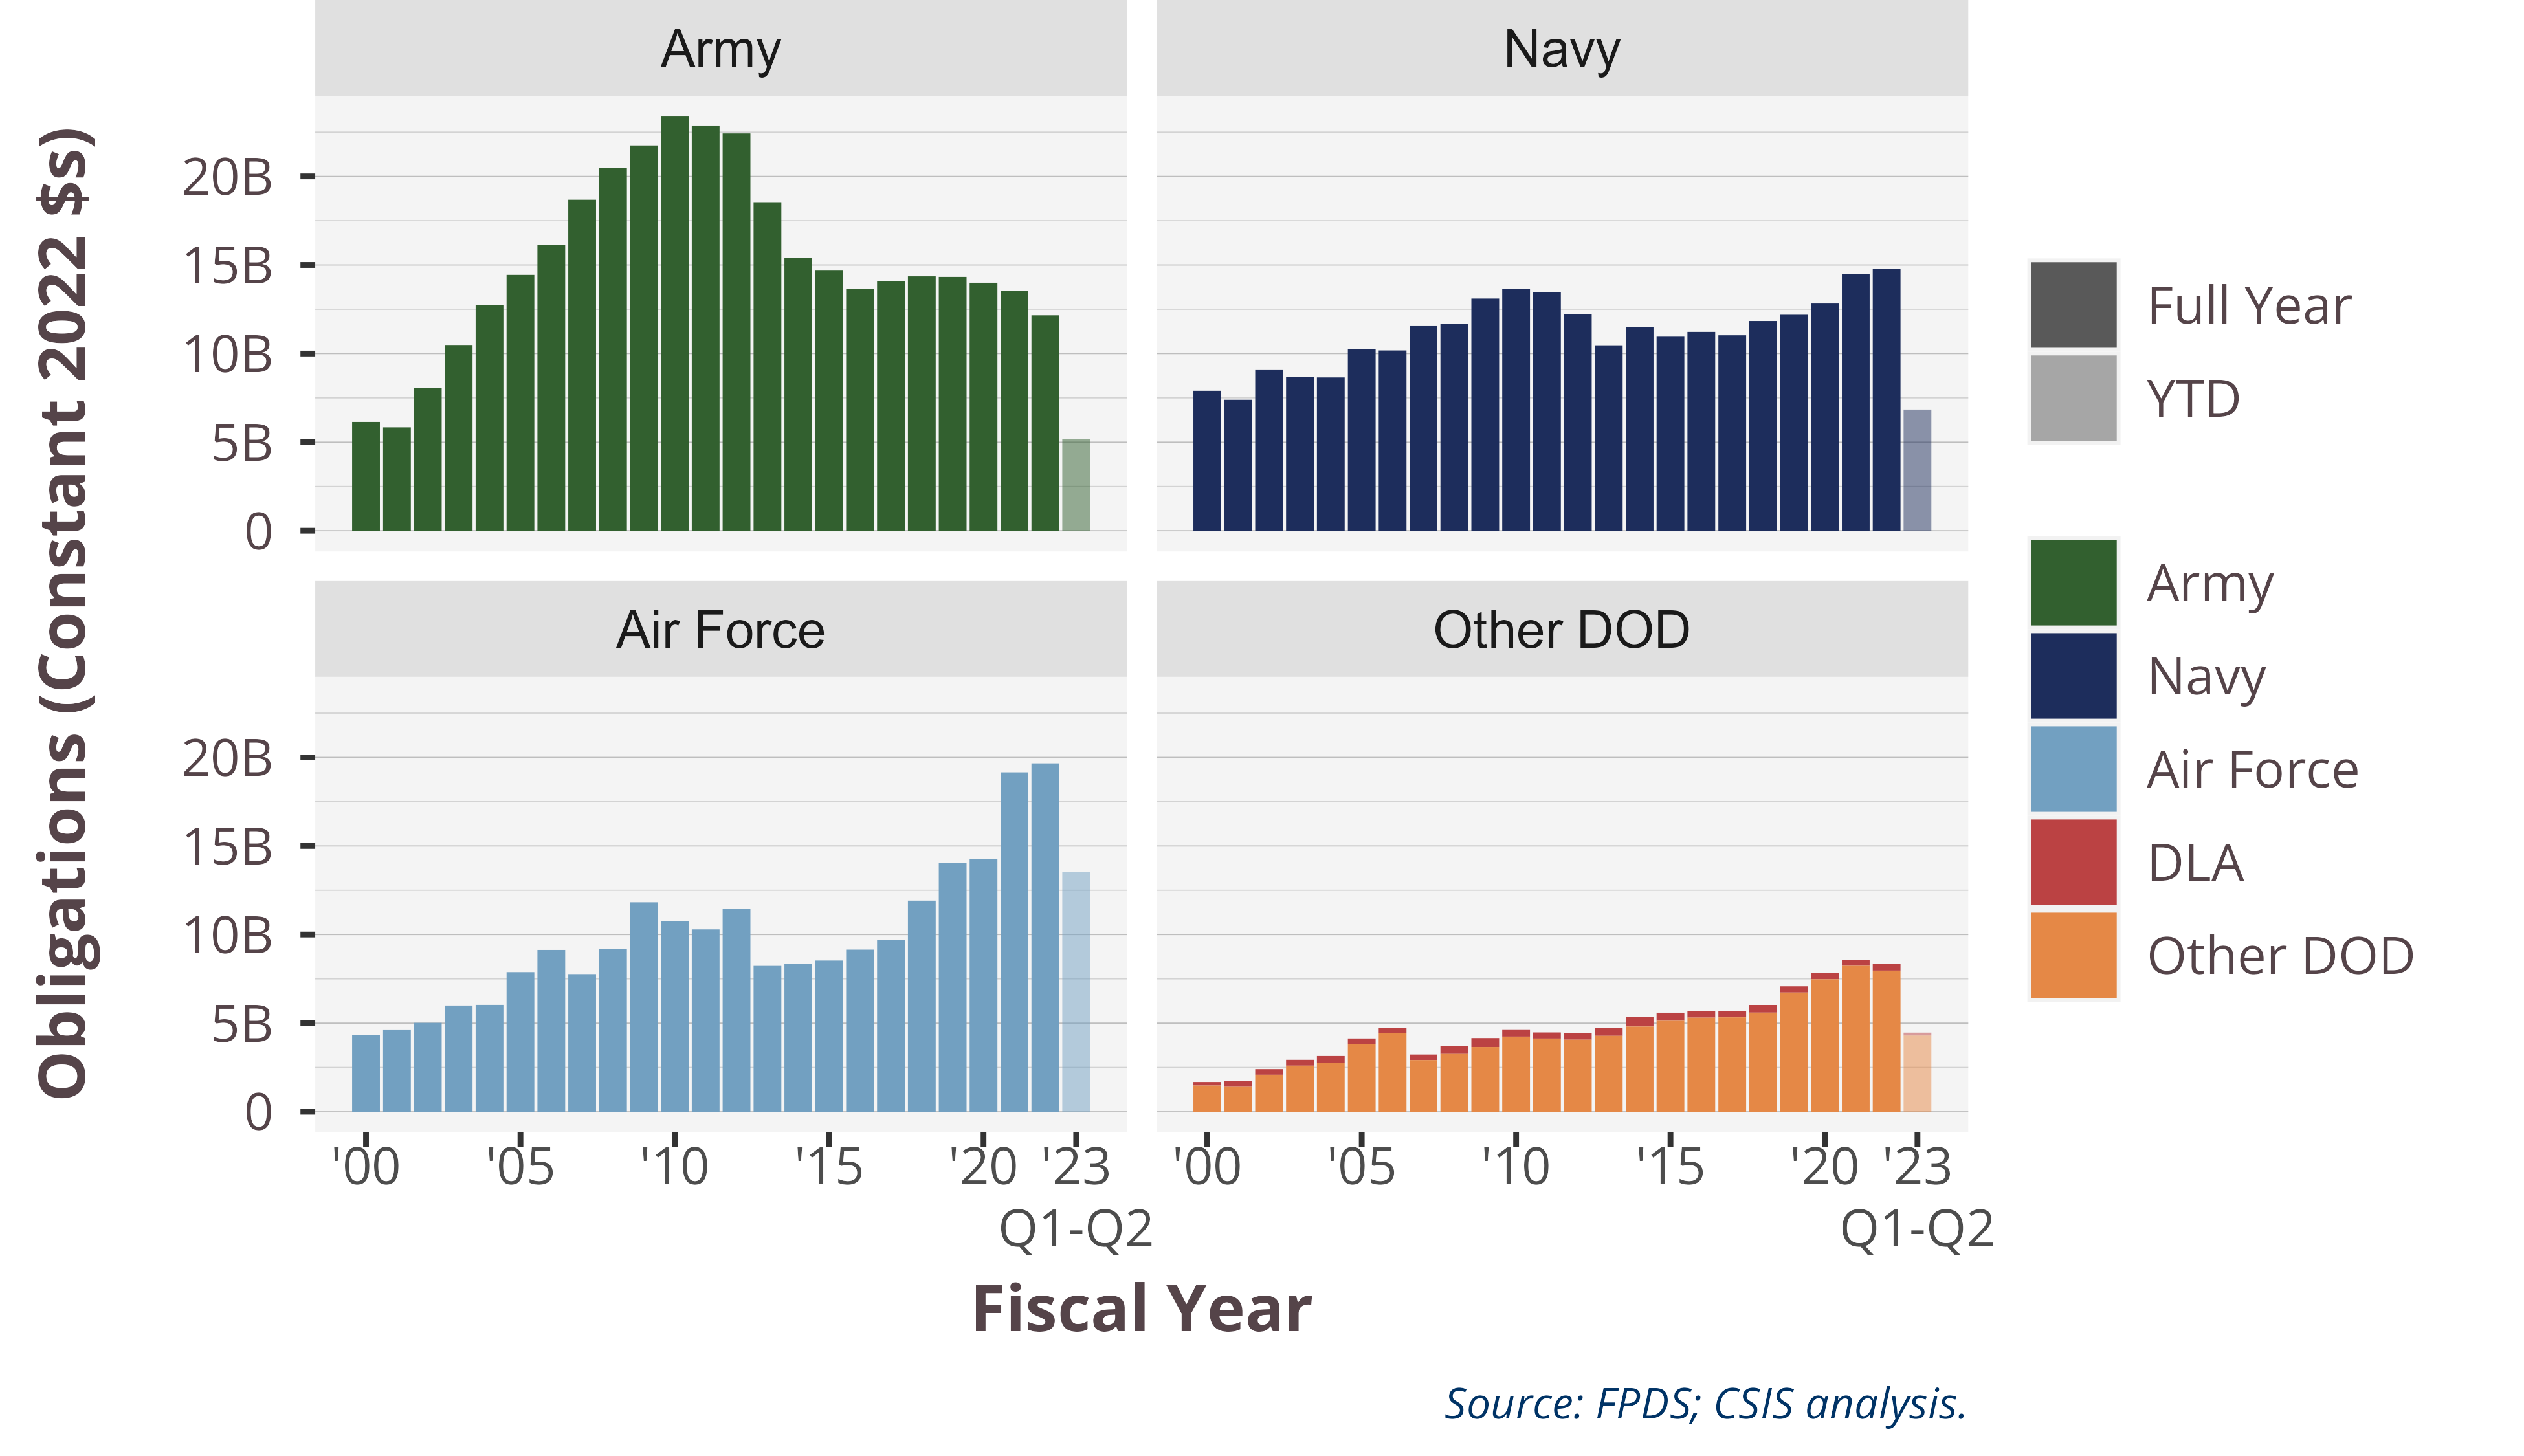 Army
Navy
20B
15B
10B
5B
0
Air Force
Other DOD
20B
15B
10B
5B
0
'00 '05 '10 '15 '20 '23
Q1-Q2
'00 '05 '10 '15 '20 '23
Q1-Q2
Obligations (Constant 2022 $s)
Fiscal Year
Full Year
YTD
Army
Navy
Air Force
DLA
Other DOD
Source: FPDS; CSIS analysis.